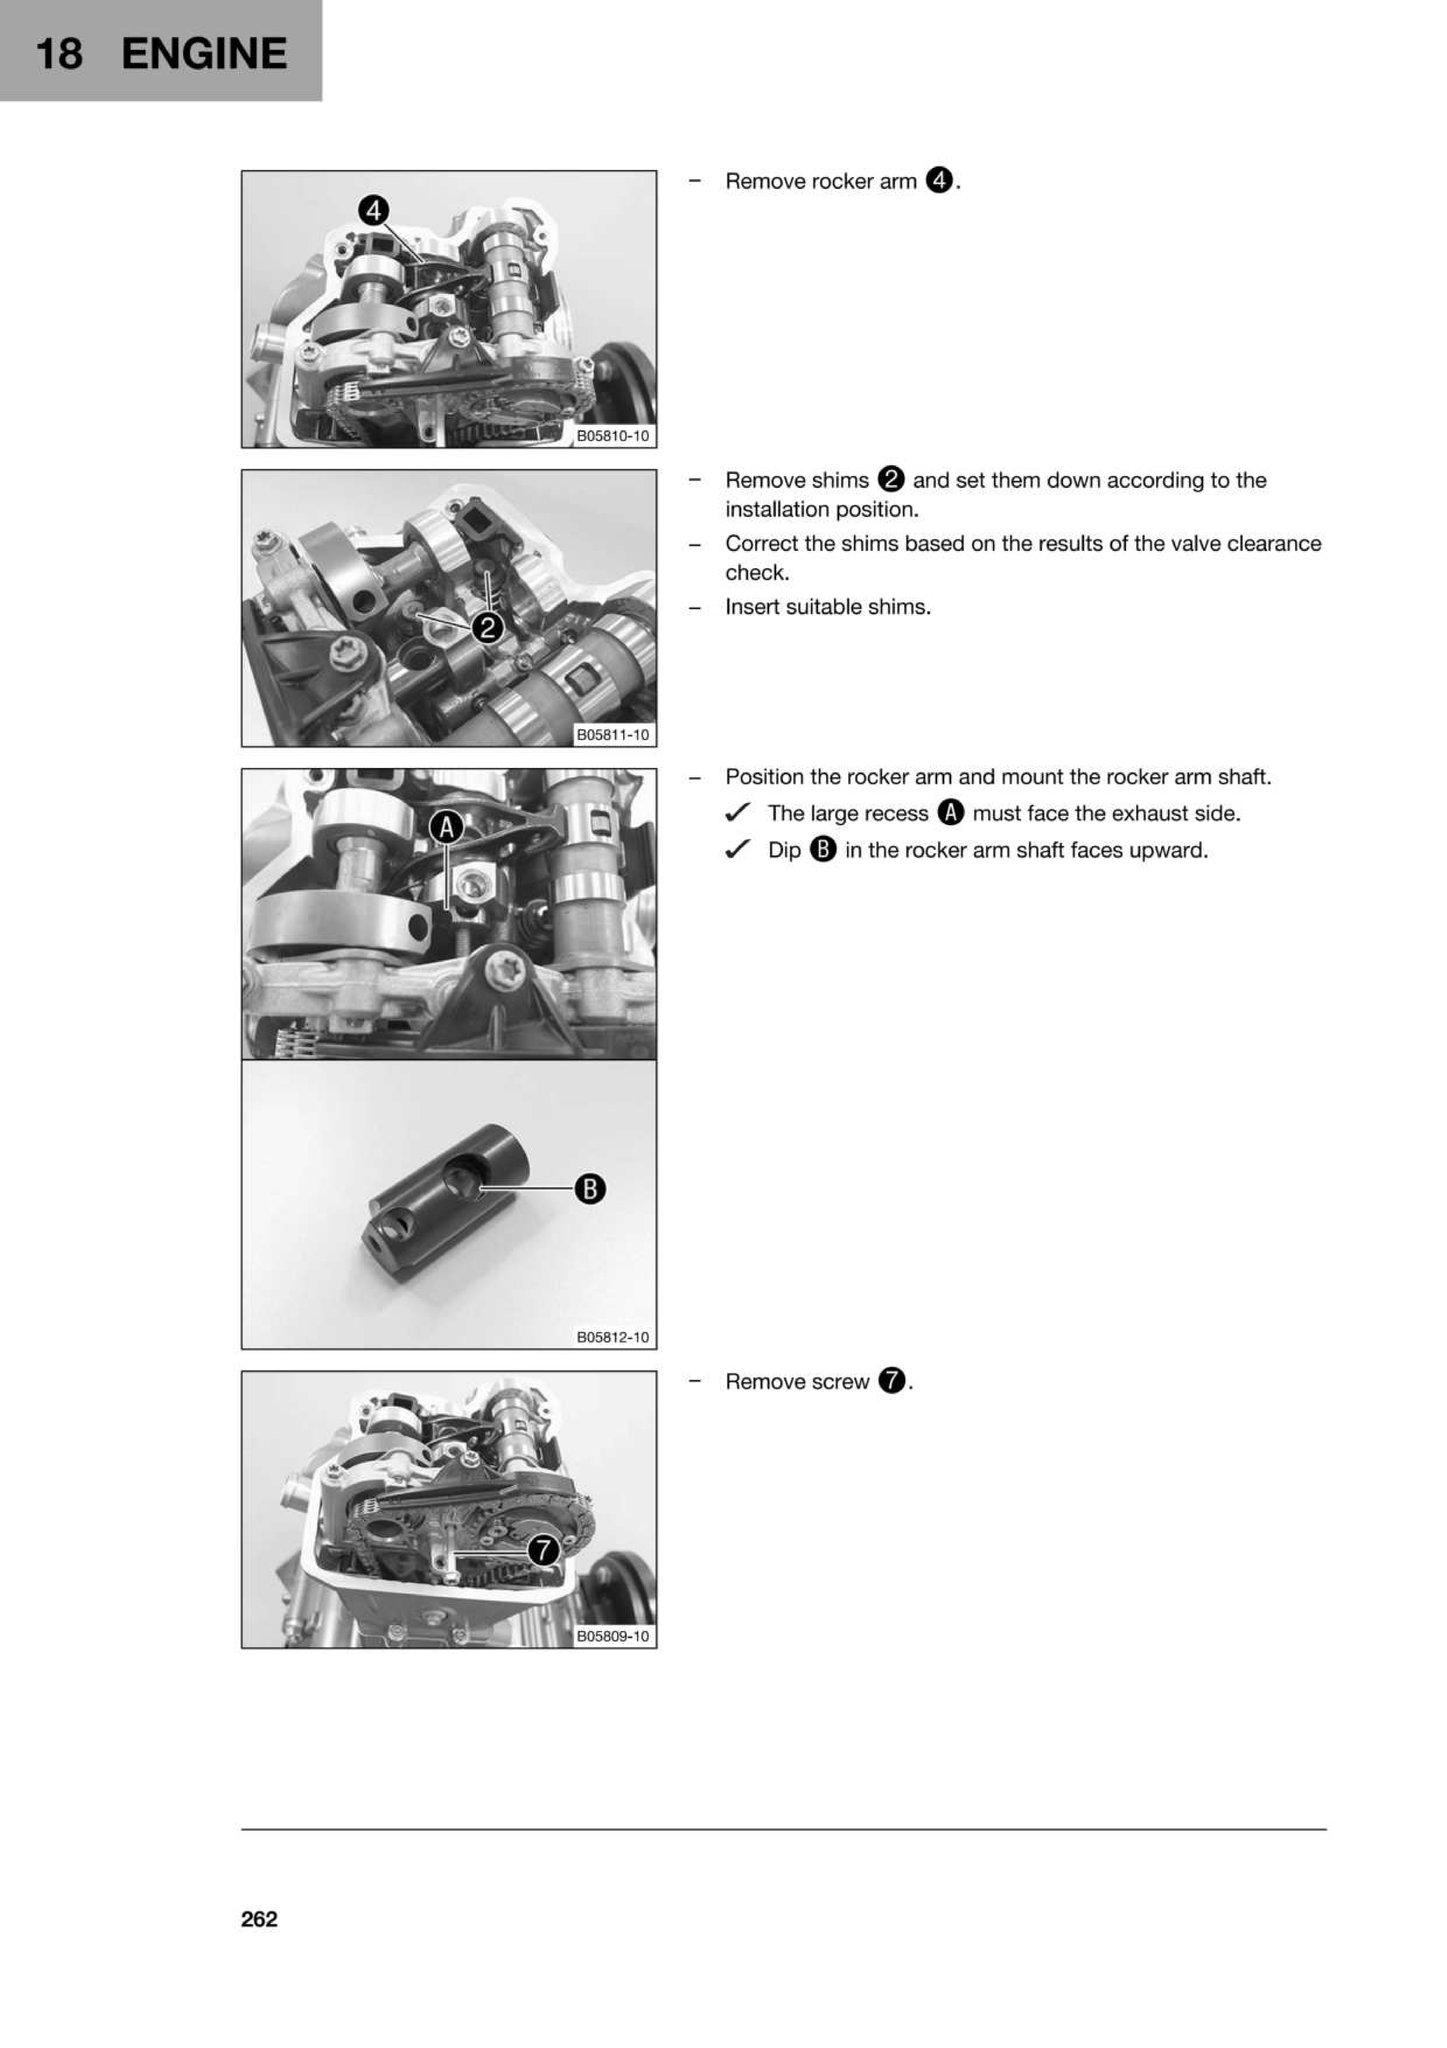 18 ENGINE
4
B05810-10
– Remove rocker arm 4.
2
B05811-10
– Remove shims 2 and set them down according to the
installation position.
– Correct the shims based on the results of the valve clearance
check.
– Insert suitable shims.
A
B
B05812-10
– Position the rocker arm and mount the rocker arm shaft.
✓ The large recess A must face the exhaust side.
✓ Dip B in the rocker arm shaft faces upward.
7
B05809-10
– Remove screw 7.
262